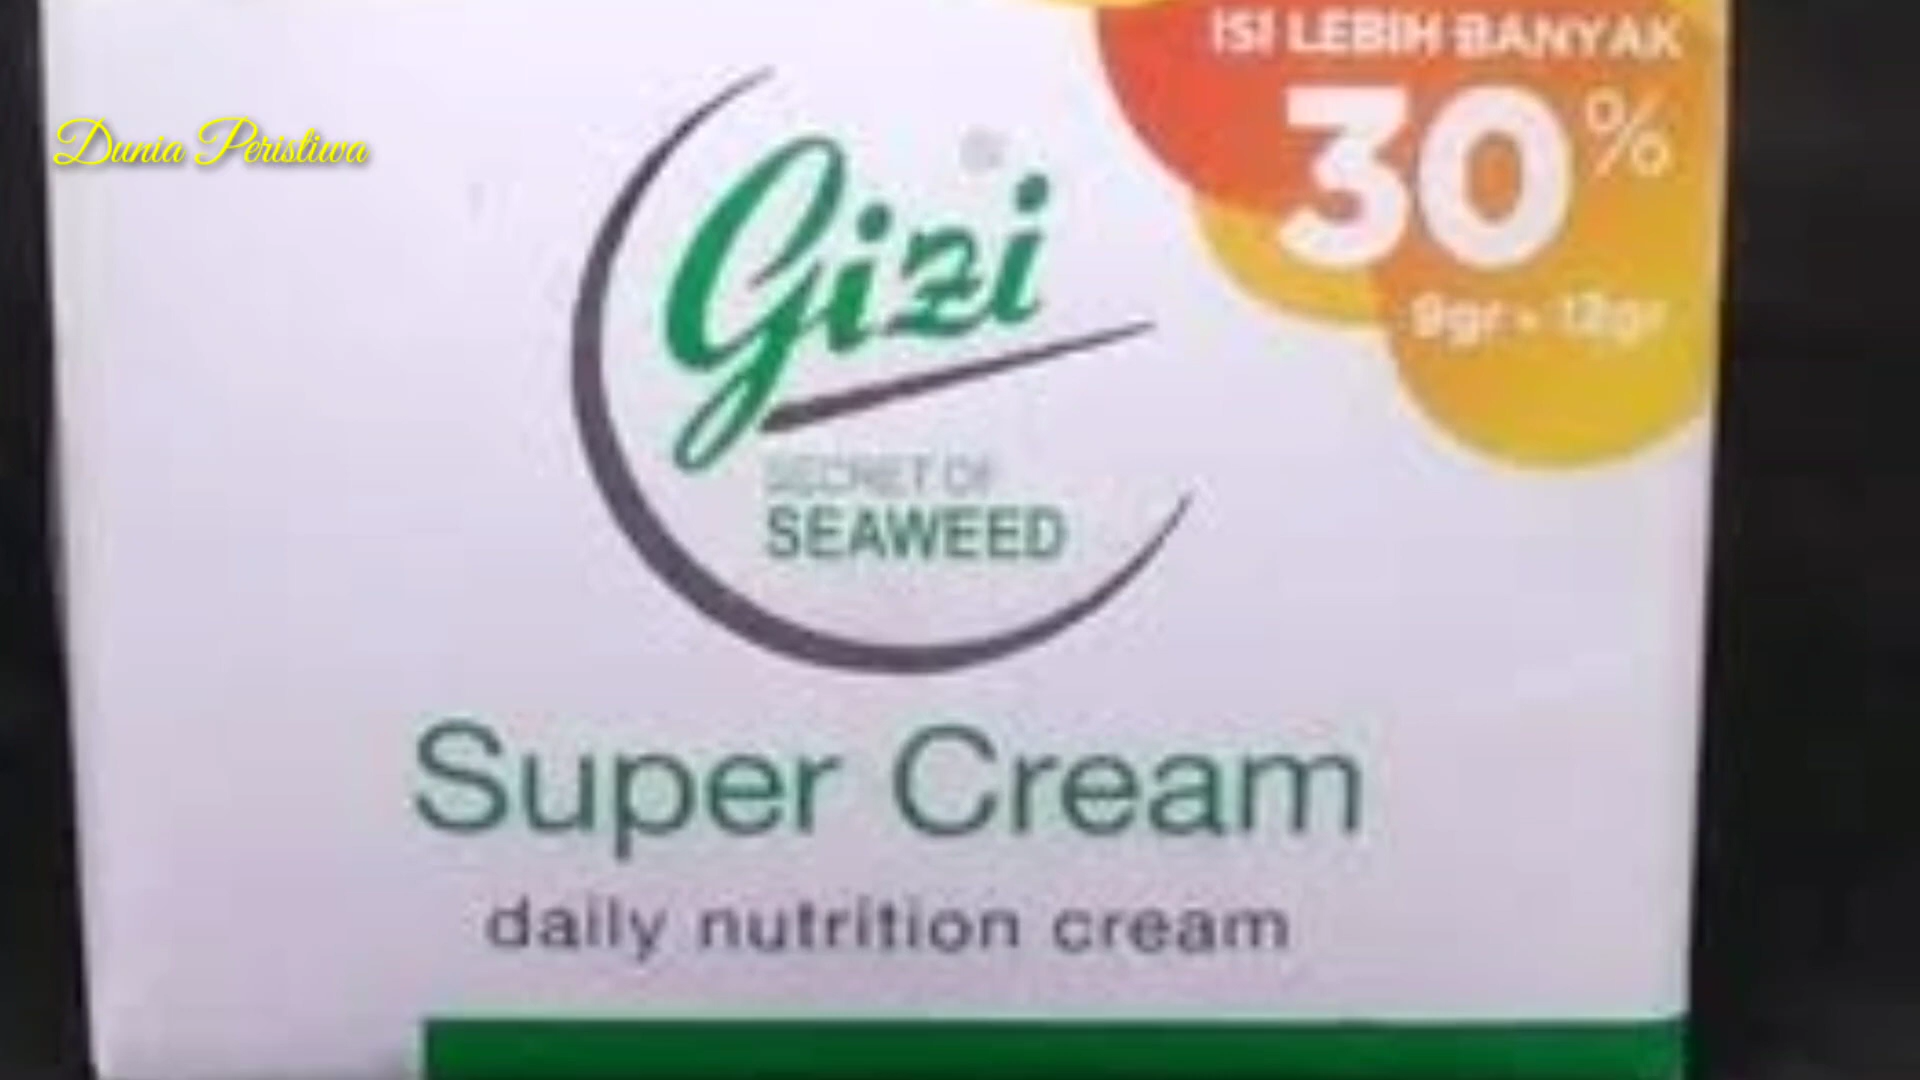 ISI LEBIH BANYAK
30%
9gr - 12gr
Dunia Peristiwa
Gizi
SECRET OF
SEAWEED
Super Cream
daily nutrition cream